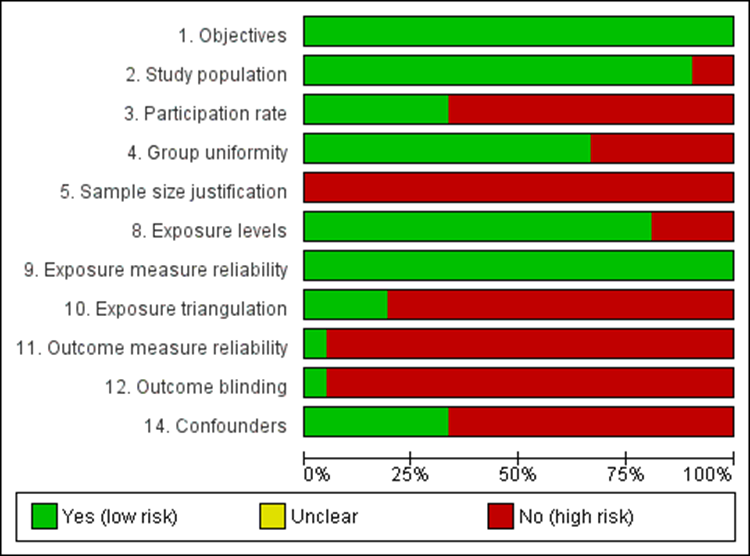 1. Objectives
2. Study population
3. Participation rate
4. Group uniformity
5. Sample size justification
8. Exposure levels
9. Exposure measure reliability
10. Exposure triangulation
11. Outcome measure reliability
12. Outcome blinding
14. Confounders
0% 25% 50% 75% 100%
Yes (low risk) Unclear No (high risk)